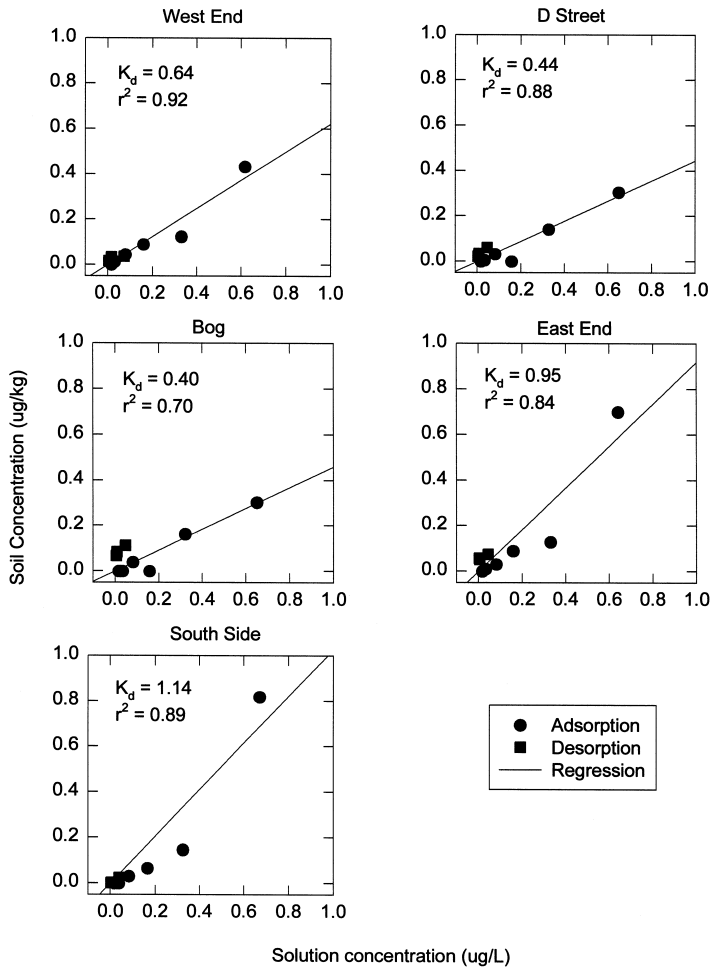 West End
K_d = 0.64
r² = 0.92
1.0
0.8
0.6
0.4
0.2
0.0
0.0 0.2 0.4 0.6 0.8 1.0
D Street
K_d = 0.44
r² = 0.88
1.0
0.8
0.6
0.4
0.2
0.0
0.0 0.2 0.4 0.6 0.8 1.0
Bog
K_d = 0.40
r² = 0.70
1.0
0.8
0.6
0.4
0.2
0.0
0.0 0.2 0.4 0.6 0.8 1.0
East End
K_d = 0.95
r² = 0.84
1.0
0.8
0.6
0.4
0.2
0.0
0.0 0.2 0.4 0.6 0.8 1.0
Soil Concentration (ug/kg)
South Side
K_d = 1.14
r² = 0.89
1.0
0.8
0.6
0.4
0.2
0.0
0.0 0.2 0.4 0.6 0.8 1.0
Adsorption
Desorption
Regression
Solution concentration (ug/L)